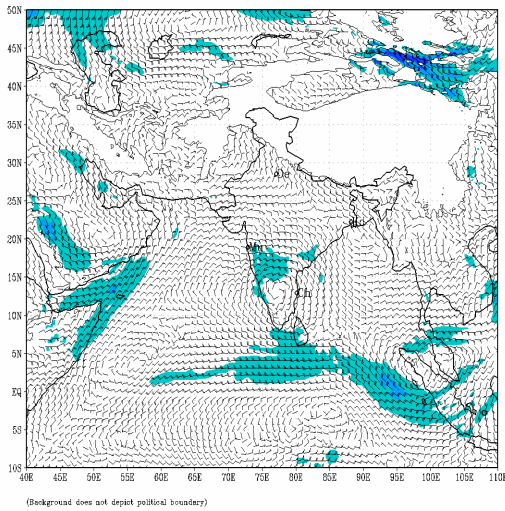 50N
45N
40N
35N
30N
25N
20N
15N
10N
5N
EQ
5S
10S
40E 45E 50E 55E 60E 65E 70E 75E 80E 85E 90E 95E 100E 105E 110E
(Background does not depict political boundary)